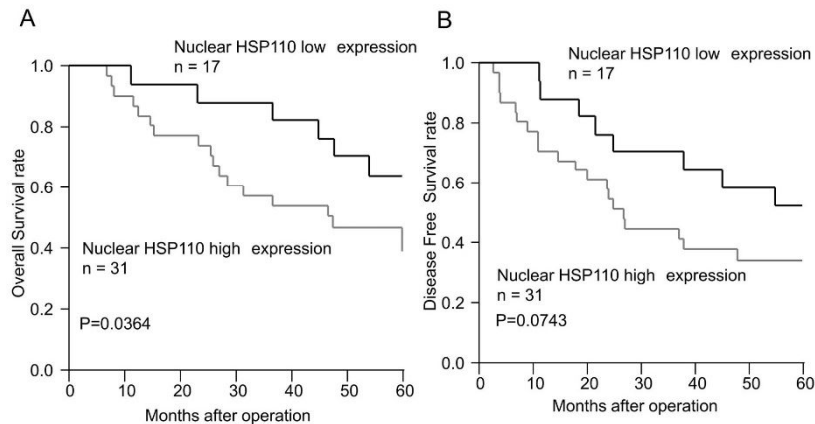 A
Nuclear HSP110 low expression
n = 17
1.0
0.8
0.6
0.4
0.2
0.0
Overall Survival rate
Nuclear HSP110 high expression
n = 31
P=0.0364
0 10 20 30 40 50 60
Months after operation
B
Nuclear HSP110 low expression
n = 17
1.0
0.8
0.6
0.4
0.2
0.0
Disease Free Survival rate
Nuclear HSP110 high expression
n = 31
P=0.0743
0 10 20 30 40 50 60
Months after operation